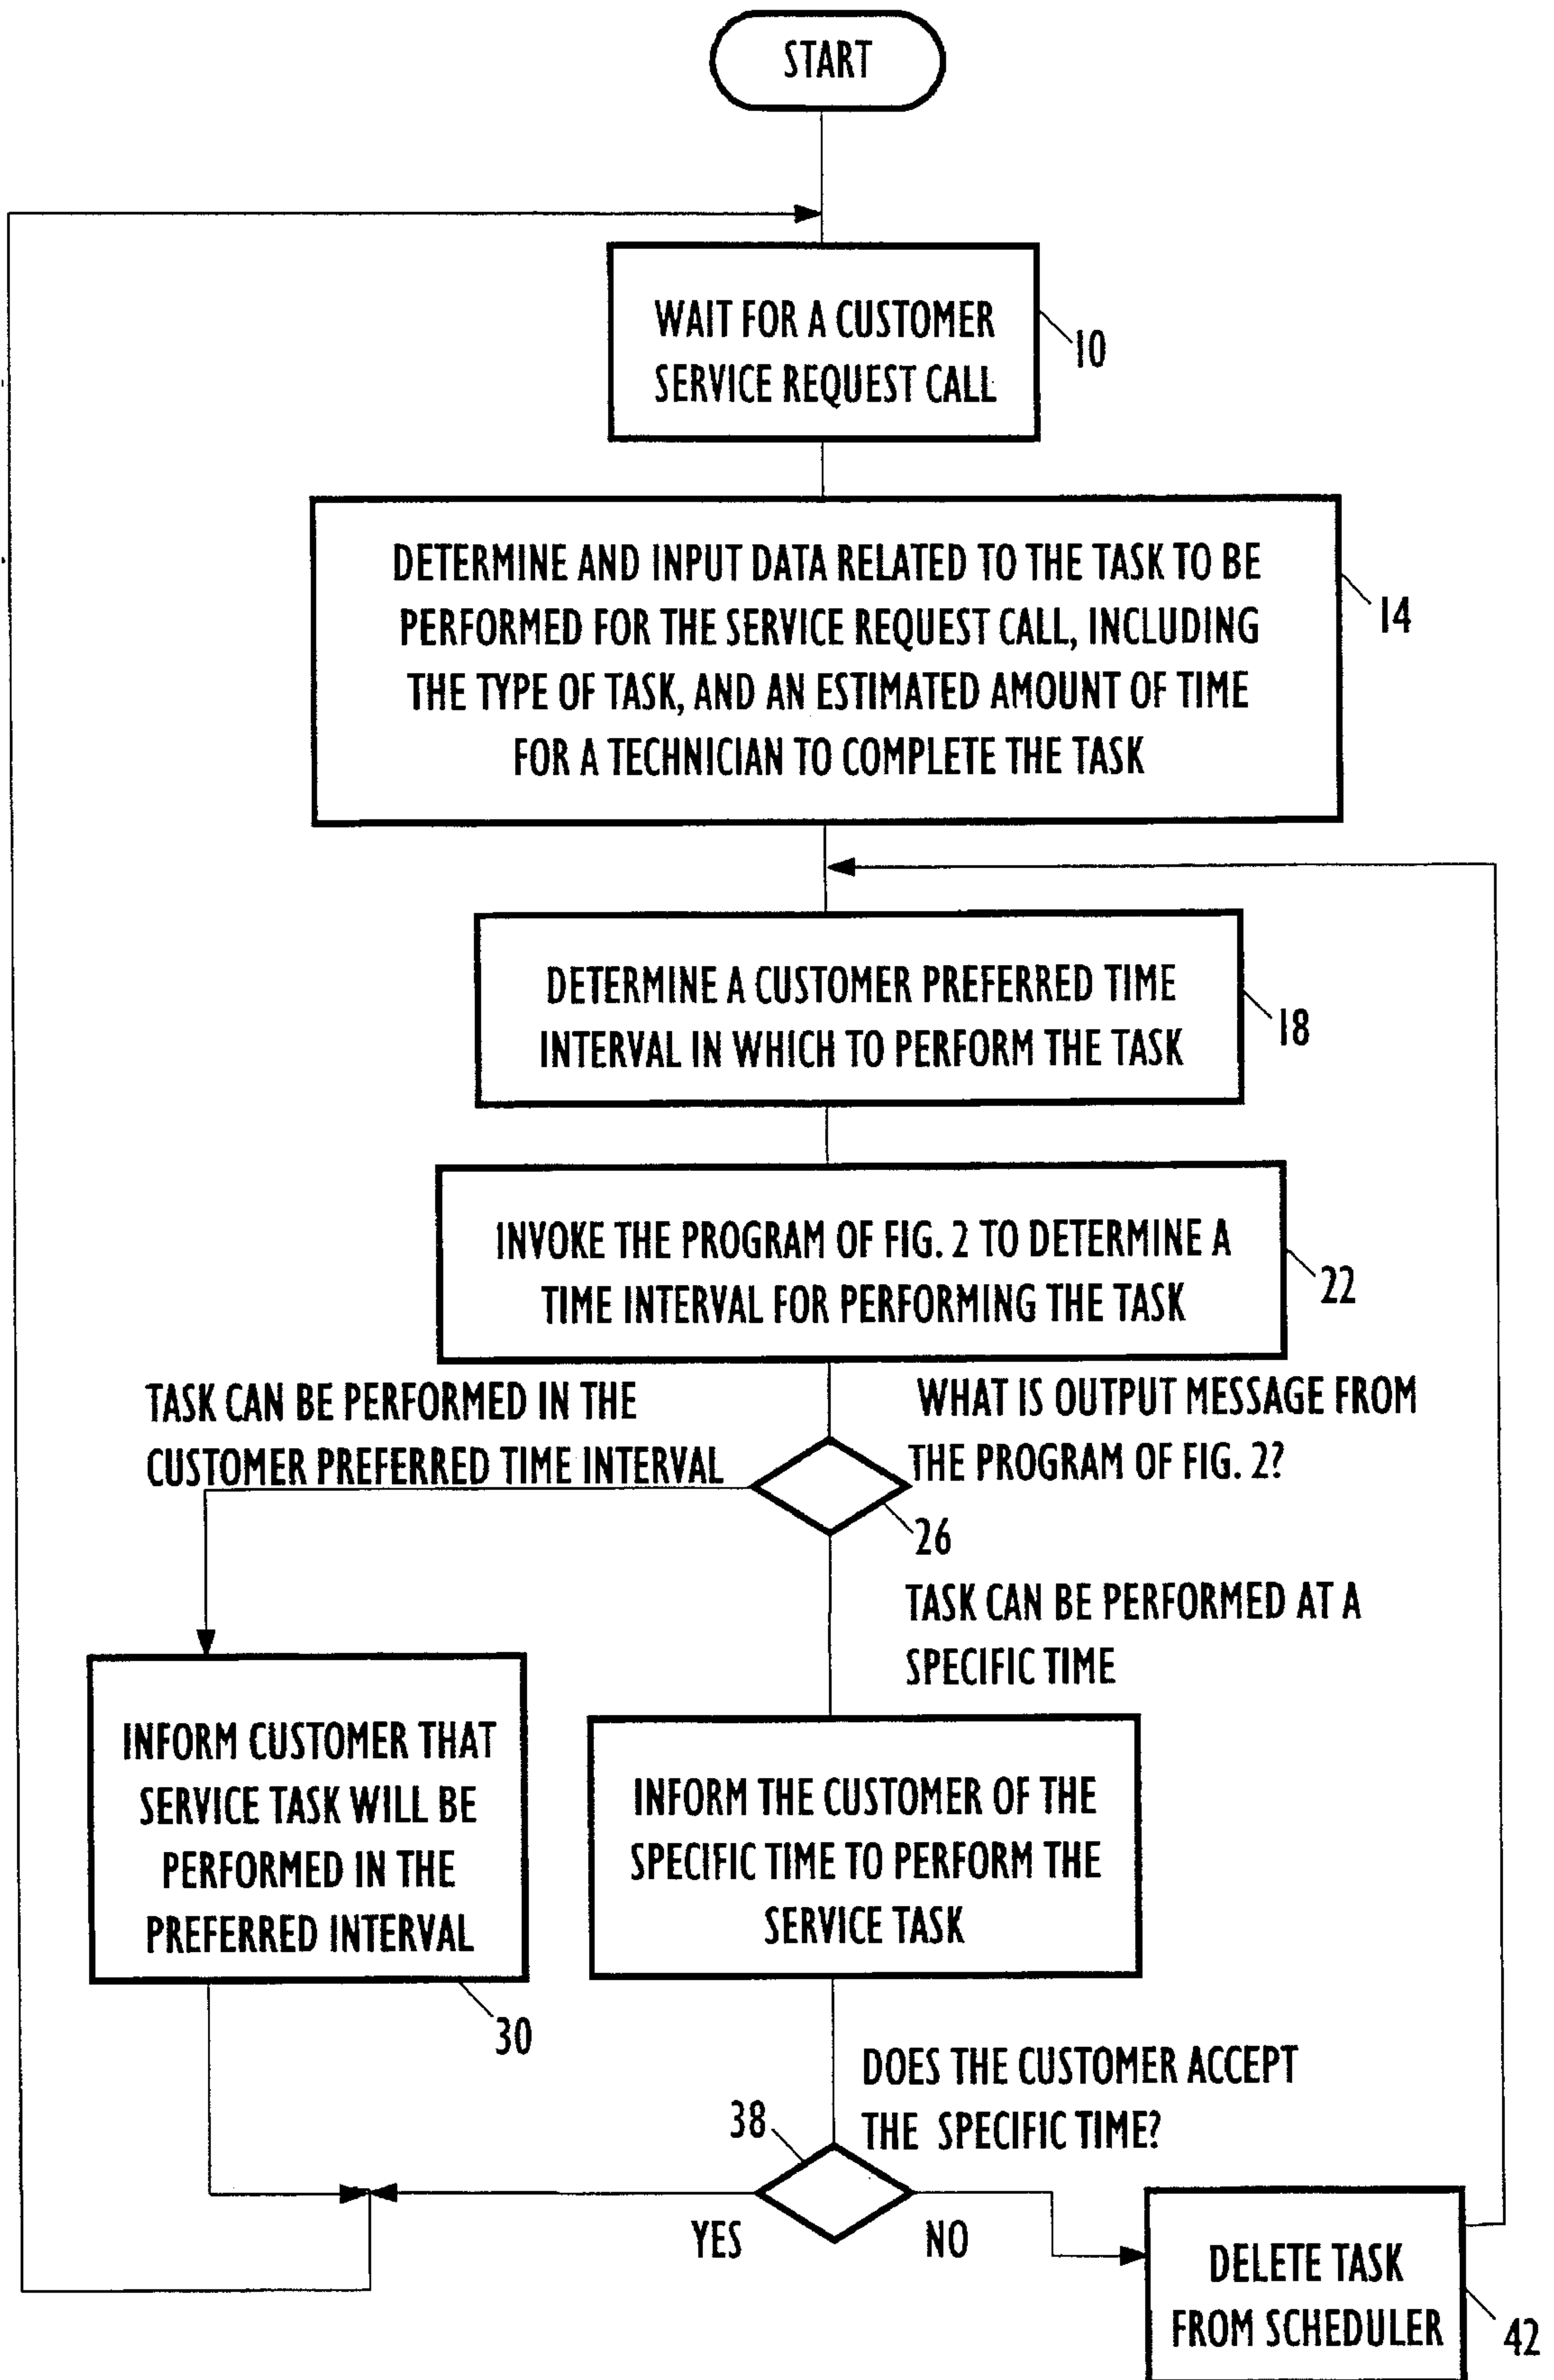 START
WAIT FOR A CUSTOMER
SERVICE REQUEST CALL
10
DETERMINE AND INPUT DATA RELATED TO THE TASK TO BE
PERFORMED FOR THE SERVICE REQUEST CALL, INCLUDING
THE TYPE OF TASK, AND AN ESTIMATED AMOUNT OF TIME
FOR A TECHNICIAN TO COMPLETE THE TASK
14
DETERMINE A CUSTOMER PREFERRED TIME
INTERVAL IN WHICH TO PERFORM THE TASK
18
INVOKE THE PROGRAM OF FIG. 2 TO DETERMINE A
TIME INTERVAL FOR PERFORMING THE TASK
22
TASK CAN BE PERFORMED IN THE
CUSTOMER PREFERRED TIME INTERVAL
WHAT IS OUTPUT MESSAGE FROM
THE PROGRAM OF FIG. 2?
26
TASK CAN BE PERFORMED AT A
SPECIFIC TIME
INFORM CUSTOMER THAT
SERVICE TASK WILL BE
PERFORMED IN THE
PREFERRED INTERVAL
30
INFORM THE CUSTOMER OF THE
SPECIFIC TIME TO PERFORM THE
SERVICE TASK
DOES THE CUSTOMER ACCEPT
THE SPECIFIC TIME?
38
YES
NO
DELETE TASK
FROM SCHEDULER
42